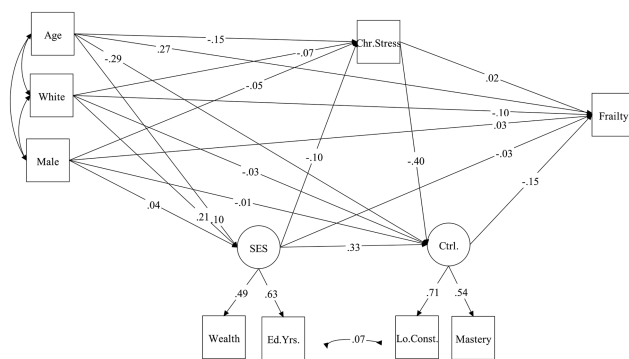 Age
-.15
Chr.Stress
.27
-.07
-.29
.02
White
-.05
-.10
Frailty
.03
Male
-.10
-.40
-.03
-.03
-.15
.04
.21
.10
-.01
SES
.33
Ctrl.
.49
.63
.71
.54
Wealth
Ed.Yrs.
.07
Lo.Const.
Mastery